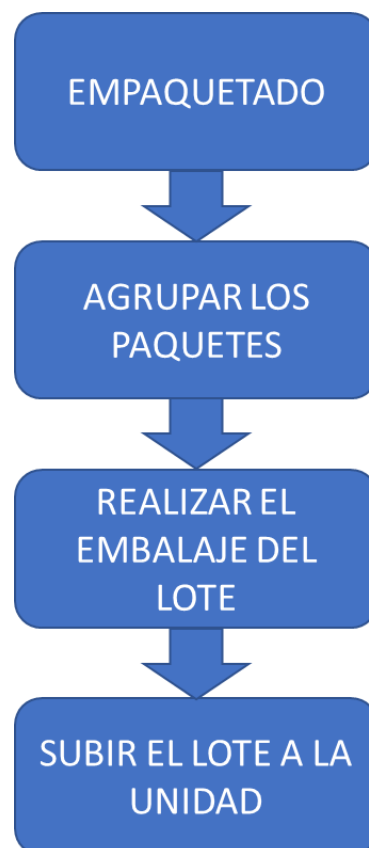 EMPAQUETADO
AGRUPAR LOS
PAQUETES
REALIZAR EL
EMBALAJE DEL
LOTE
SUBIR EL LOTE A LA
UNIDAD